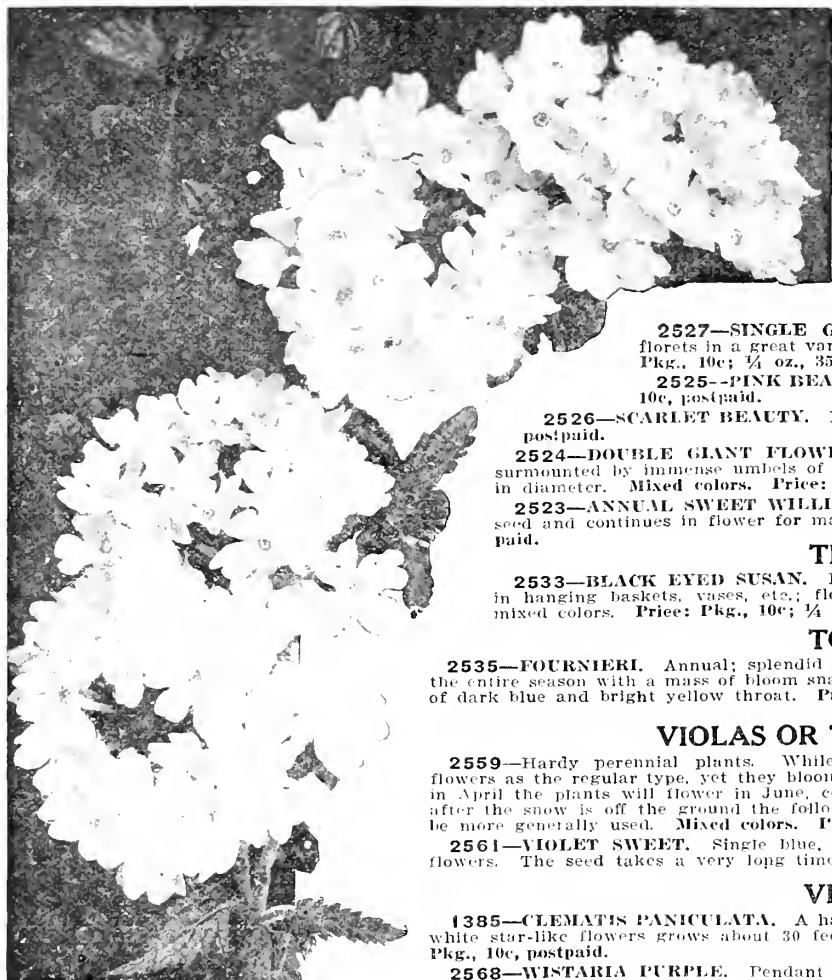 2527—SINGLE G
florets in a great var
Pkg., 10c; ¼ oz., 35
2525--PINK BEA
10c, postpaid.
2526—SCARLET BEAUTY.
postpaid.
2524—DOUBLE GIANT FLOWE
surmounted by immense umbels of
in diameter. Mixed colors. Price:
2523—ANNUAL SWEET WILLI
seed and continues in flower for ma
paid.
2533—BLACK EYED SUSAN.
in hanging baskets, vases, etc.; flo
mixed colors. Price: Pkg., 10c; ¼
TO
2535—FOURNIERI. Annual; splendid
the entire season with a mass of bloom sna
of dark blue and bright yellow throat.
VIOLAS OR
2559—Hardy perennial plants. While
flowers as the regular type, yet they bloom
in April the plants will flower in June, c
after the snow is off the ground the follo
be more generally used. Mixed colors.
2561—VIOLET SWEET. Single blue,
flowers. The seed takes a very long time
1385—CLEMATIS PANICULATA. A ha
white star-like flowers grows about 30 fee
Pkg., 10c, postpaid.
2568—WISTARIA PURPLE. Pendant